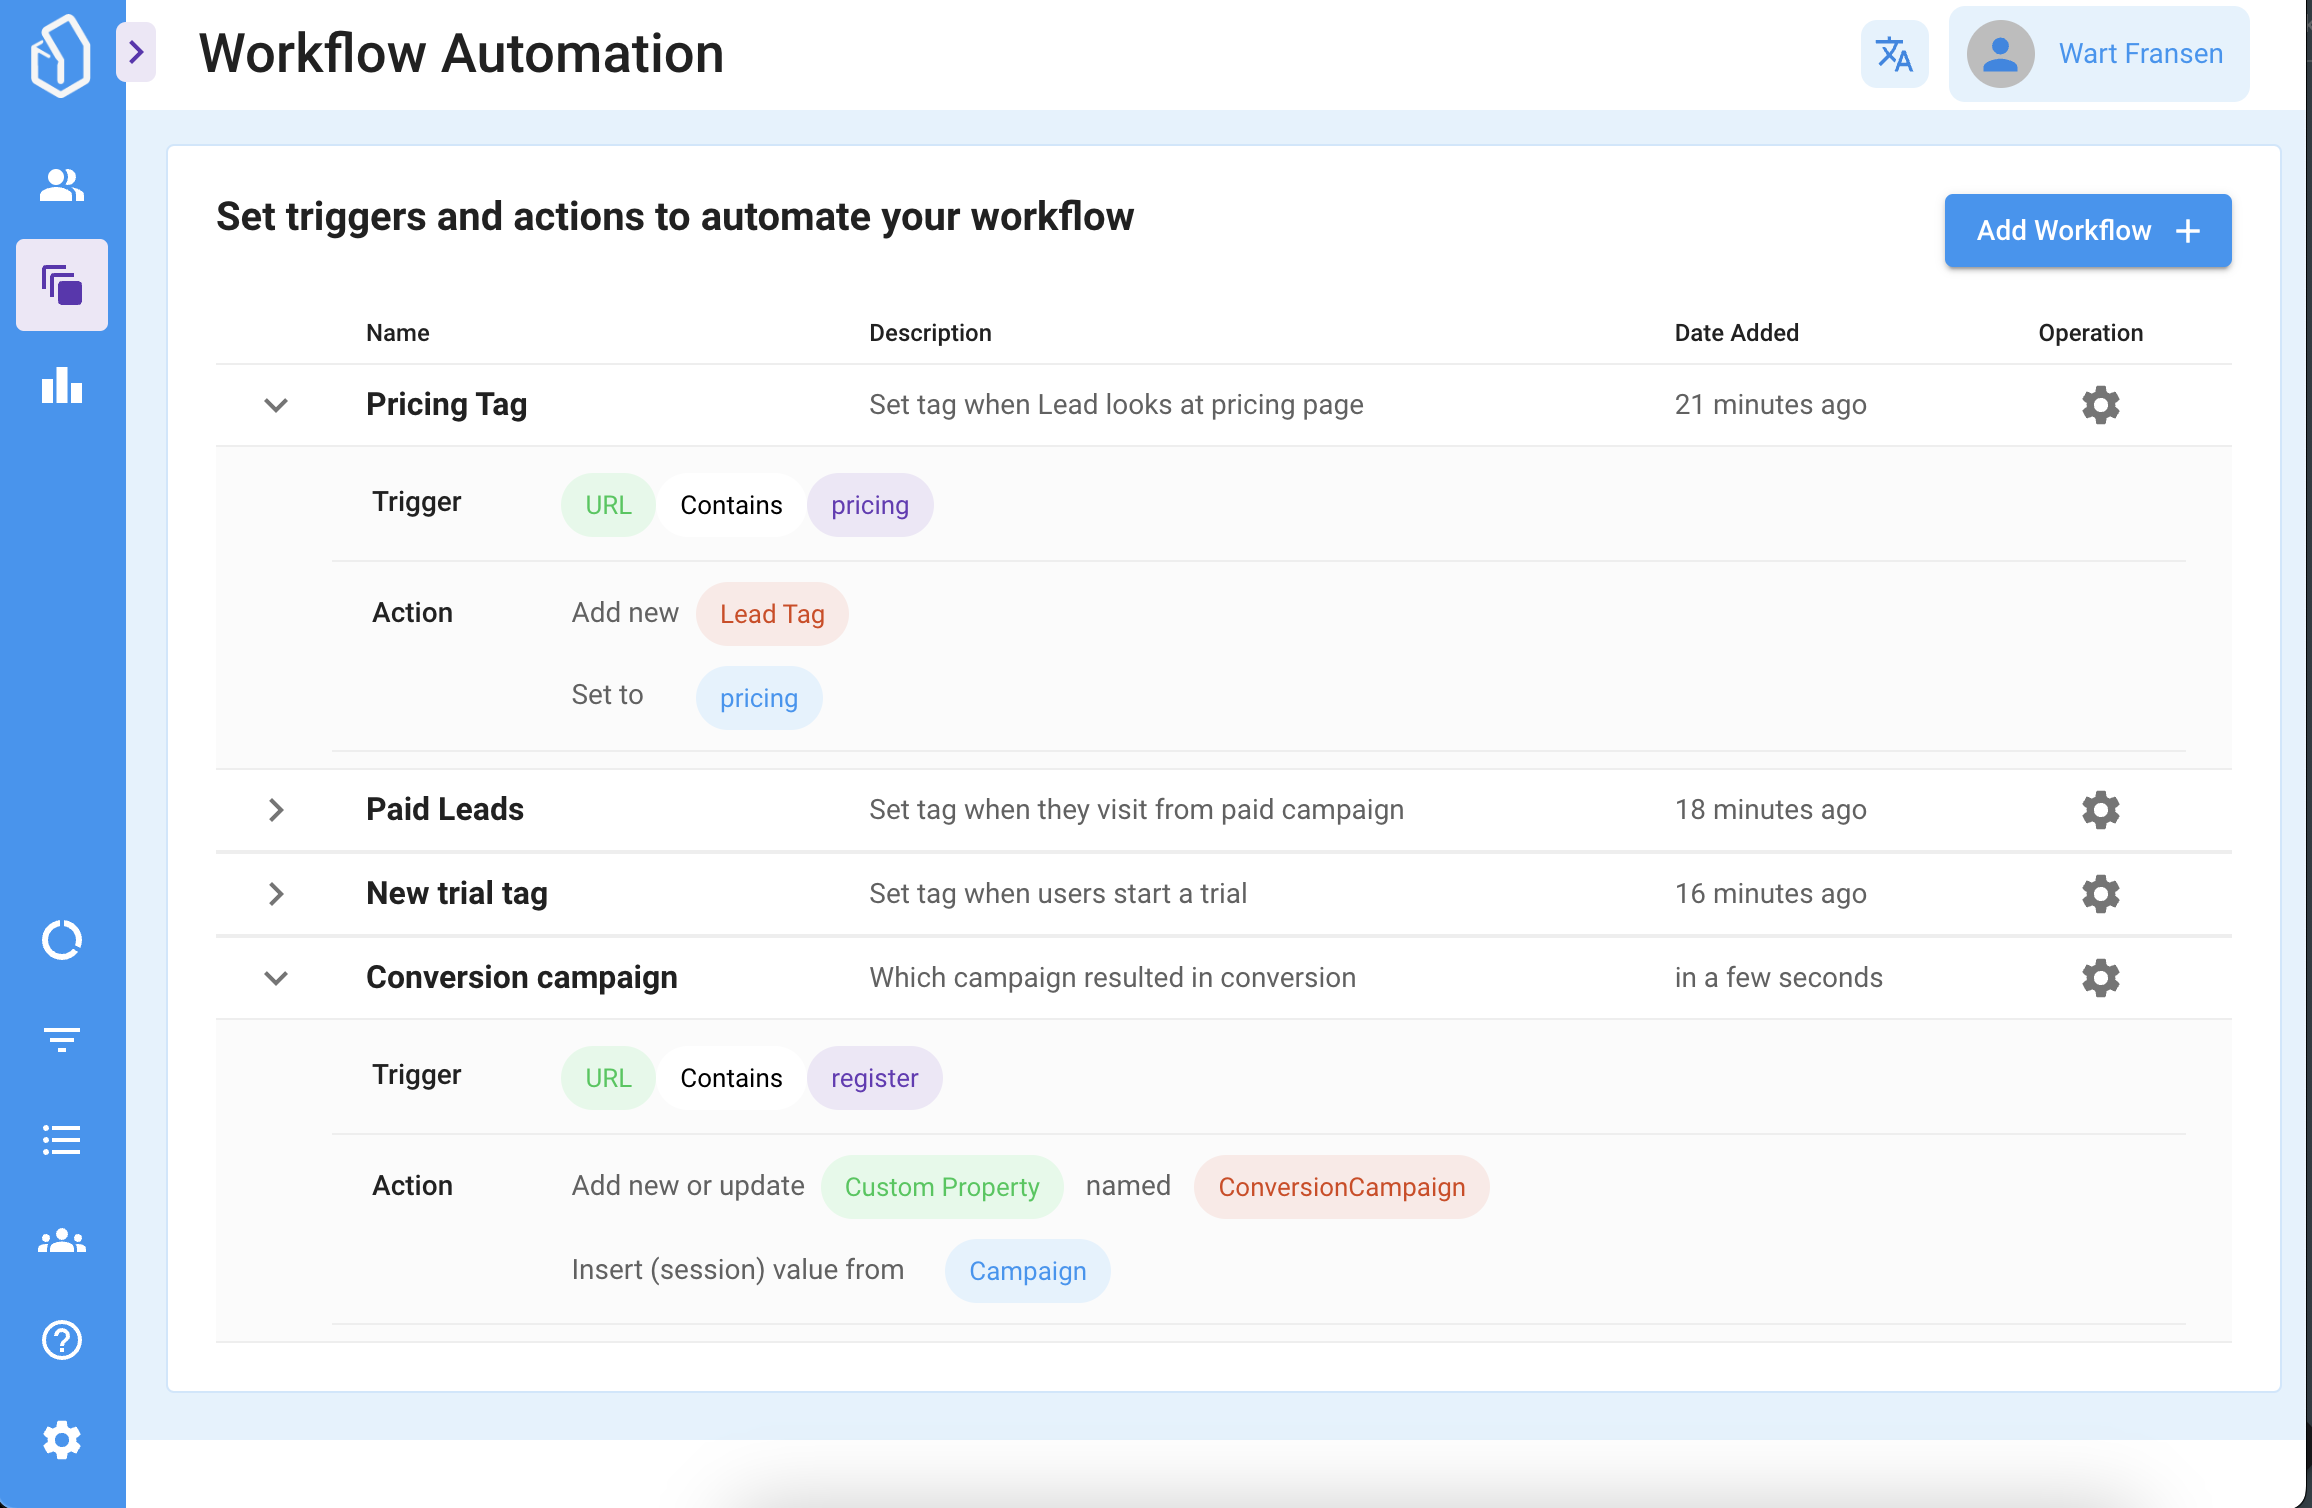 Workflow Automation
Wart Fransen
Set triggers and actions to automate your workflow
Add Workflow +
Name Description Date Added Operation
Pricing Tag Set tag when Lead looks at pricing page 21 minutes ago
Trigger URL Contains pricing
Action Add new Lead Tag
Set to pricing
Paid Leads Set tag when they visit from paid campaign 18 minutes ago
New trial tag Set tag when users start a trial 16 minutes ago
Conversion campaign Which campaign resulted in conversion in a few seconds
Trigger URL Contains register
Action Add new or update Custom Property named ConversionCampaign
Insert (session) value from Campaign